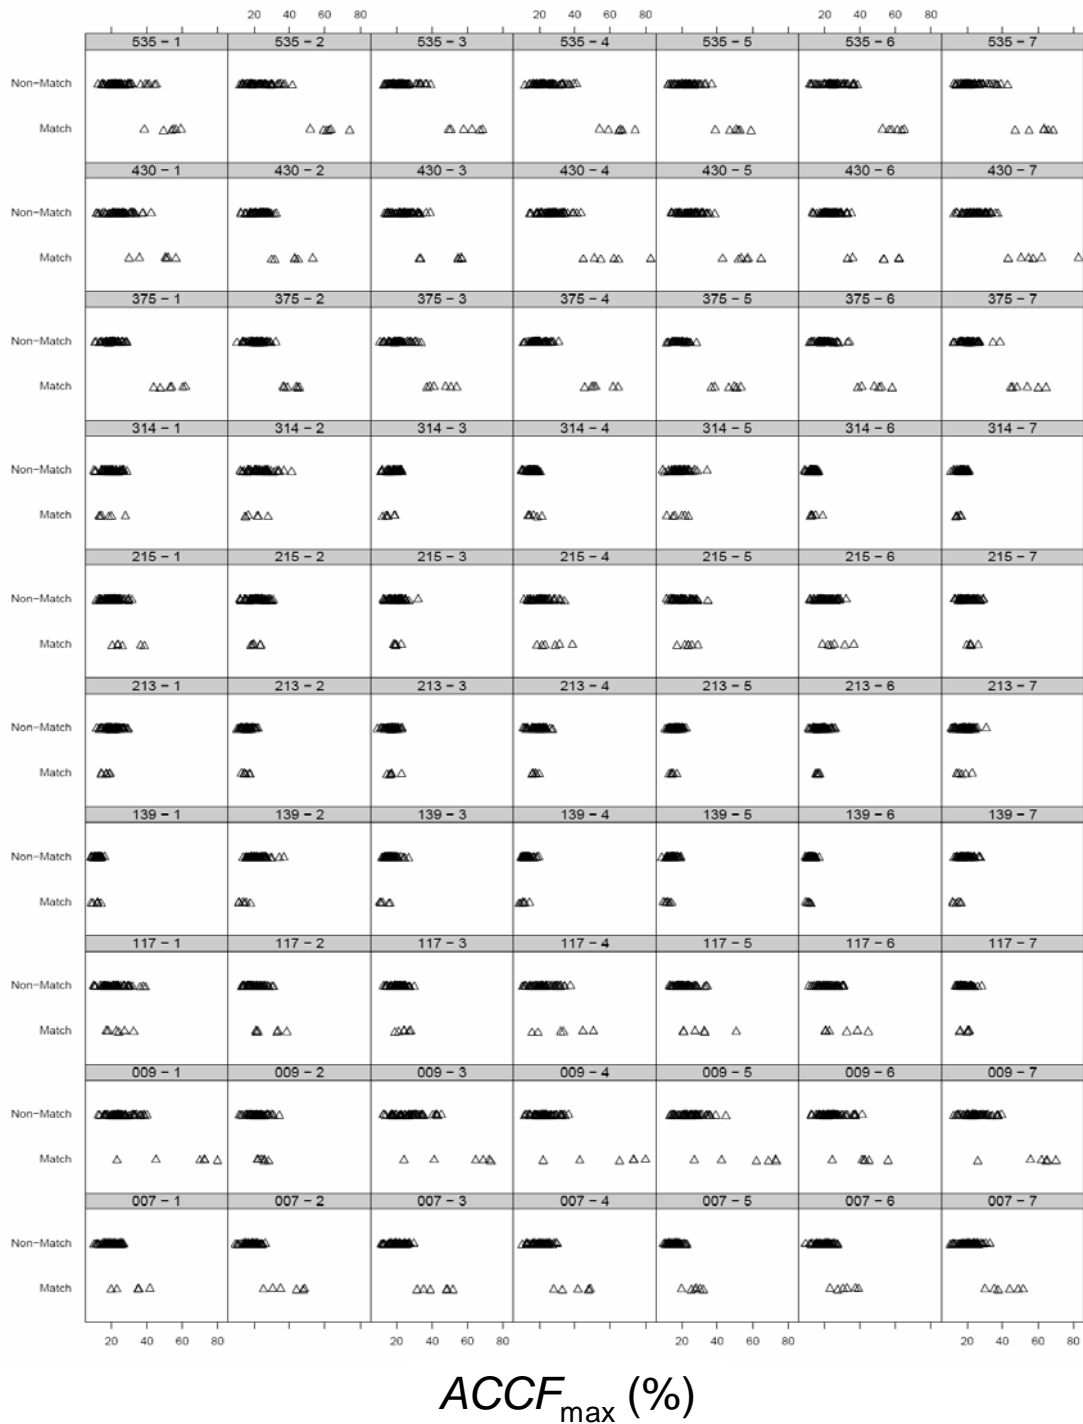 20 40 60 80 20 40 60 80 20 40 60 80
535 − 1 535 − 2 535 − 3 535 − 4 535 − 5 535 − 6 535 − 7
Non−Match
Match
430 − 1 430 − 2 430 − 3 430 − 4 430 − 5 430 − 6 430 − 7
Non−Match
Match
375 − 1 375 − 2 375 − 3 375 − 4 375 − 5 375 − 6 375 − 7
Non−Match
Match
314 − 1 314 − 2 314 − 3 314 − 4 314 − 5 314 − 6 314 − 7
Non−Match
Match
215 − 1 215 − 2 215 − 3 215 − 4 215 − 5 215 − 6 215 − 7
Non−Match
Match
213 − 1 213 − 2 213 − 3 213 − 4 213 − 5 213 − 6 213 − 7
Non−Match
Match
139 − 1 139 − 2 139 − 3 139 − 4 139 − 5 139 − 6 139 − 7
Non−Match
Match
117 − 1 117 − 2 117 − 3 117 − 4 117 − 5 117 − 6 117 − 7
Non−Match
Match
009 − 1 009 − 2 009 − 3 009 − 4 009 − 5 009 − 6 009 − 7
Non−Match
Match
007 − 1 007 − 2 007 − 3 007 − 4 007 − 5 007 − 6 007 − 7
Non−Match
Match
20 40 60 80 20 40 60 80 20 40 60 80 20 40 60 80
ACCFmax (%)